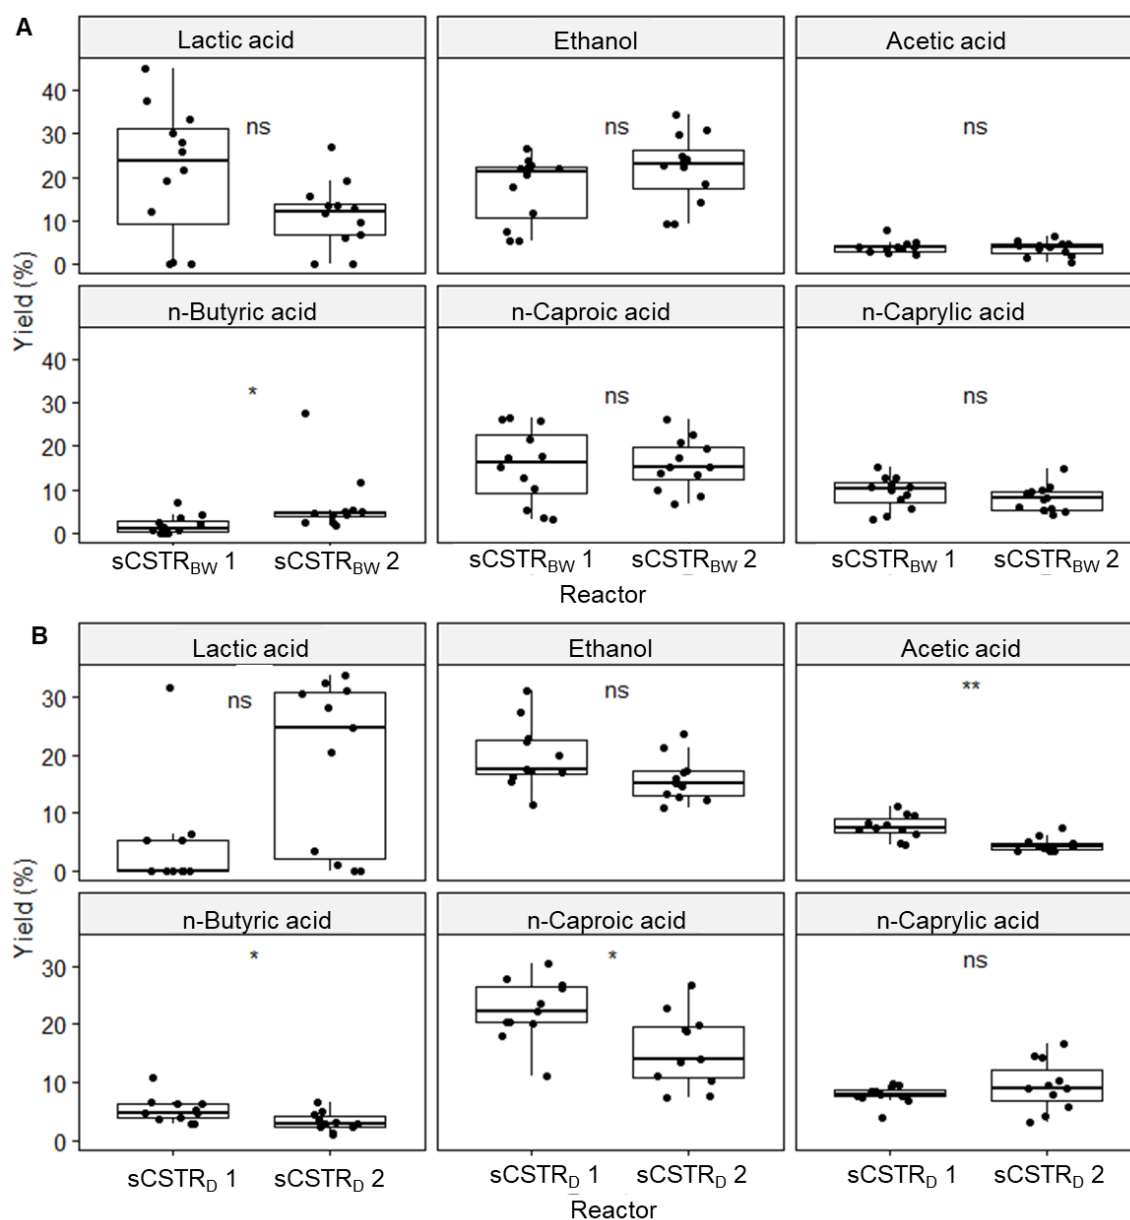 A
Lactic acid Ethanol Acetic acid
40
30
20
10
0
ns ns ns
Yield (%)
n-Butyric acid n-Caproic acid n-Caprylic acid
40
30
20
10
0
* ns ns
sCSTRBW 1 sCSTRBW 2 sCSTRBW 1 sCSTRBW 2 sCSTRBW 1 sCSTRBW 2
Reactor
B
Lactic acid Ethanol Acetic acid
30
20
10
0
ns ns **
Yield (%)
n-Butyric acid n-Caproic acid n-Caprylic acid
30
20
10
0
* * ns
sCSTRD 1 sCSTRD 2 sCSTRD 1 sCSTRD 2 sCSTRD 1 sCSTRD 2
Reactor